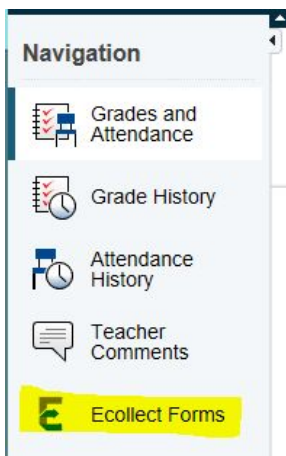 Navigation
Grades and
Attendance
Grade History
Attendance
History
Teacher
Comments
Ecollect Forms